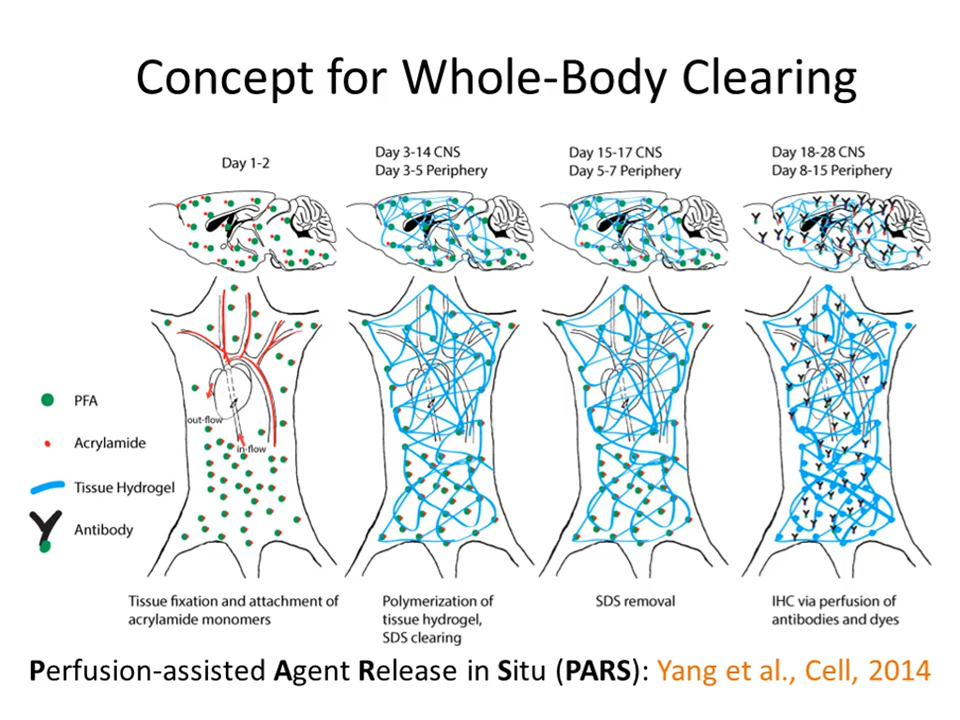 Concept for Whole-Body Clearing
Day 1-2
Day 3-14 CNS
Day 3-5 Periphery
Day 15-17 CNS
Day 5-7 Periphery
Day 18-28 CNS
Day 8-15 Periphery
out-flow
in-flow
PFA
Acrylamide
Tissue Hydrogel
Antibody
Tissue fixation and attachment of
acrylamide monomers
Polymerization of
tissue hydrogel,
SDS clearing
SDS removal
IHC via perfusion of
antibodies and dyes
Perfusion-assisted Agent Release in Situ (PARS): Yang et al., Cell, 2014